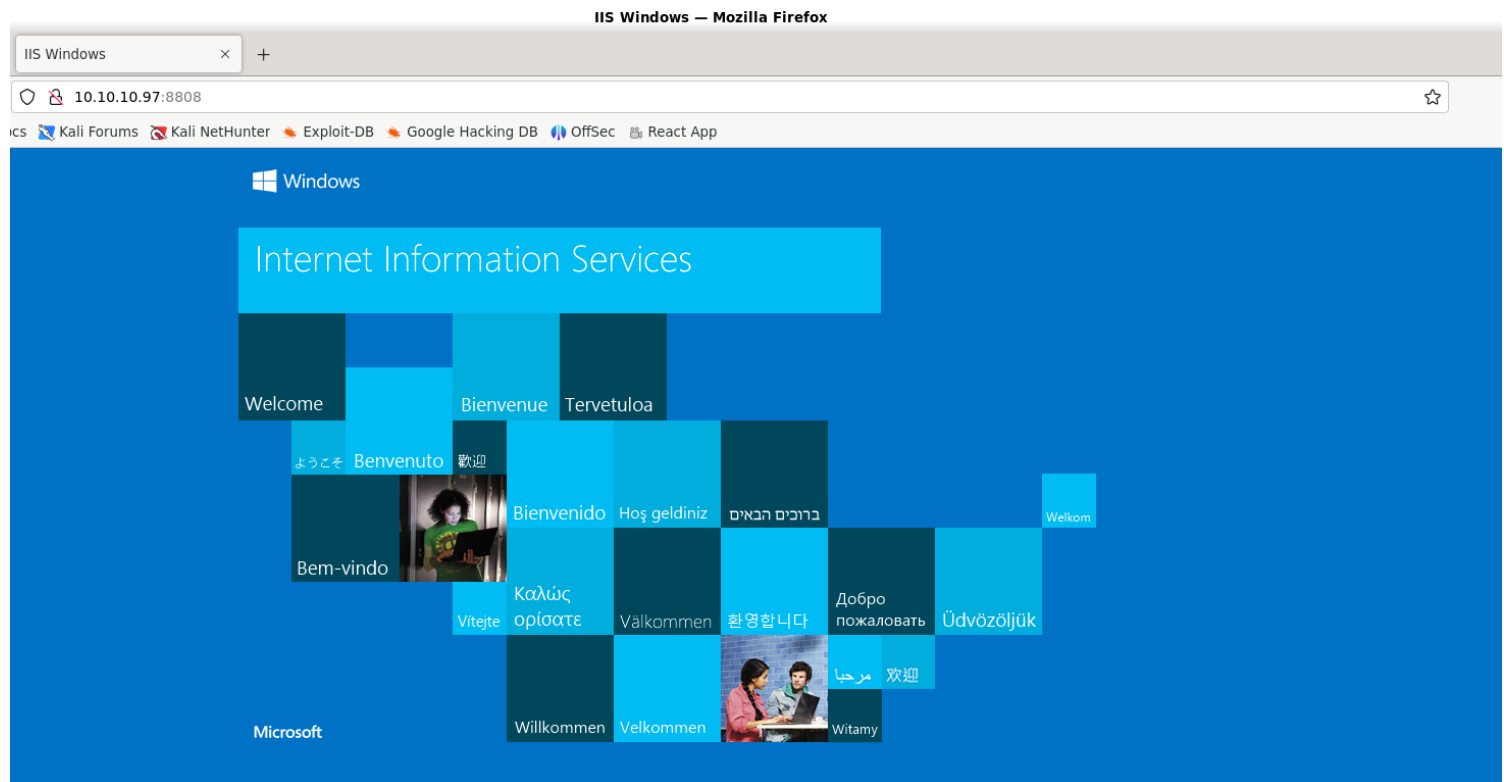 IIS Windows — Mozilla Firefox
IIS Windows
10.10.10.97:8808
ocs Kali Forums Kali NetHunter Exploit-DB Google Hacking DB OffSec React App
Windows
Internet Information Services
Welcome
Bienvenue
Tervetuloa
ようこそ
Benvenuto
歡迎
Bienvenido
Hoş geldiniz
ברוכים הבאים
Welkom
Bem-vindo
Vítejte
Καλώς
ορίσατε
Välkommen
환영합니다
Добро
пожаловать
Üdvözöljük
Willkommen
Velkommen
مرحبا
欢迎
Witamy
Microsoft